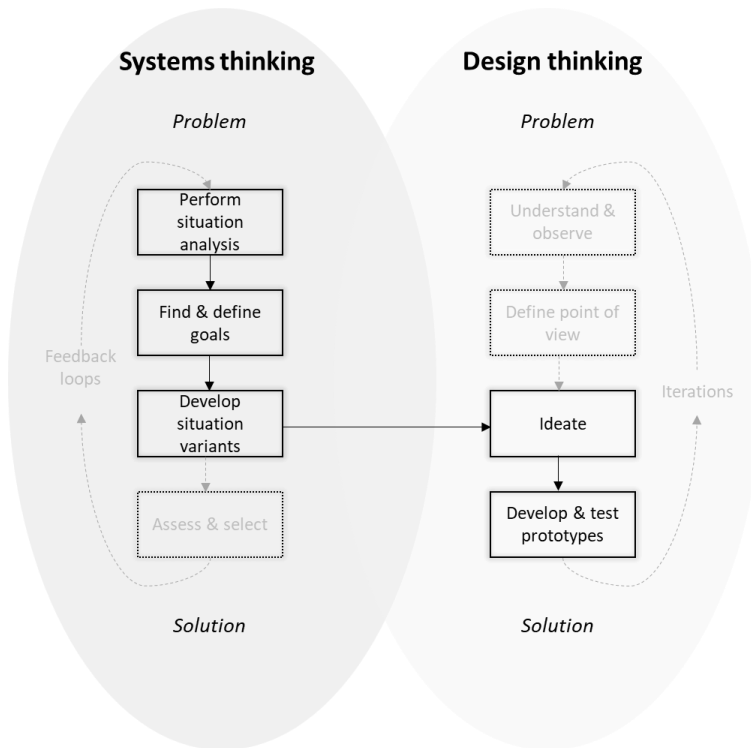 Systems thinking
Problem
Perform
situation
analysis
Find & define
goals
Feedback
loops
Develop
situation
variants
Assess & select
Solution
Design thinking
Problem
Understand &
observe
Define point of
view
Iterations
Ideate
Develop & test
prototypes
Solution